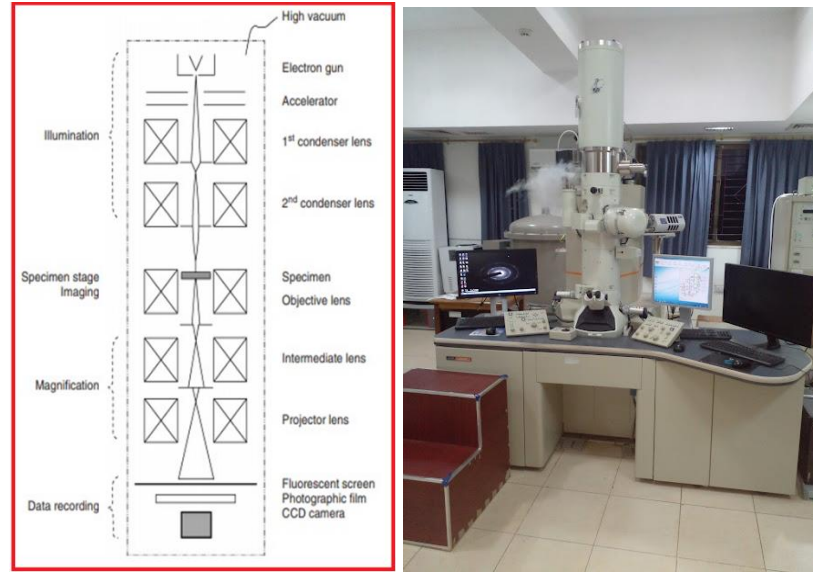 High vacuum
Electron gun
Accelerator
Illumination
1st condenser lens
2nd condenser lens
Specimen stage
Imaging
Specimen
Objective lens
Intermediate lens
Magnification
Projector lens
Fluorescent screen
Photographic film
CCD camera
Data recording